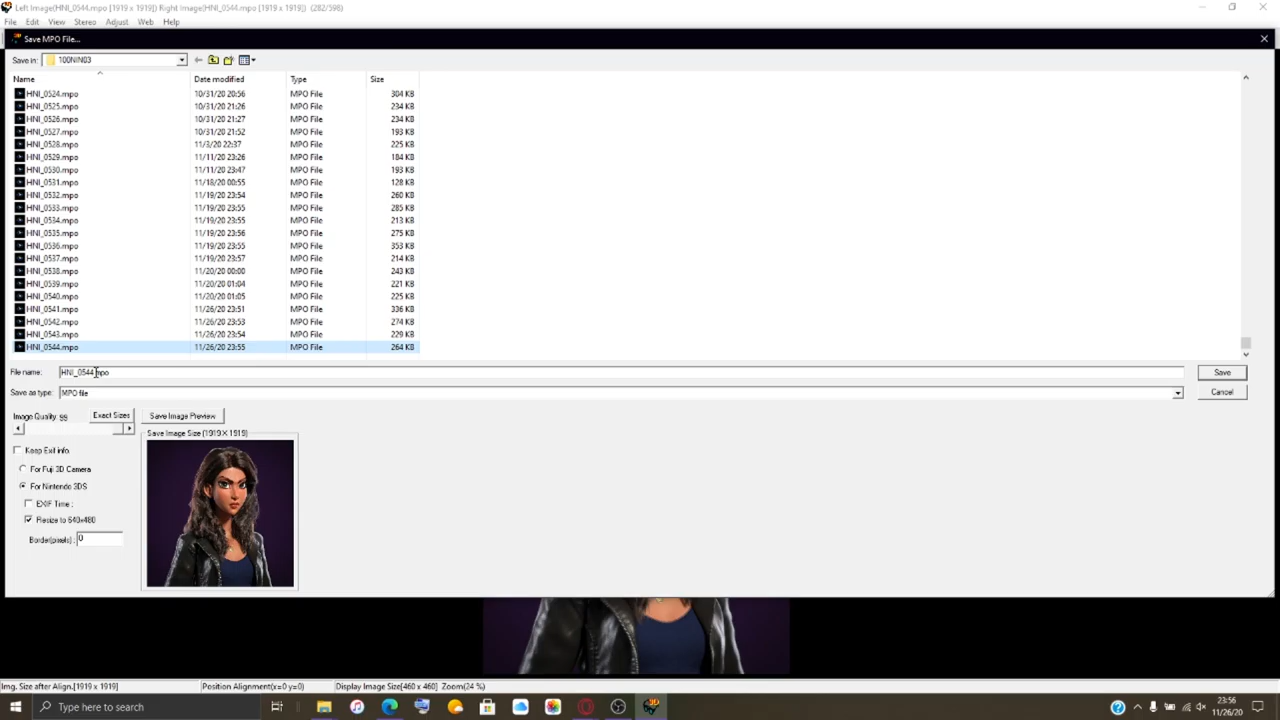 Left Image(HNI_0544.mpo [1919 x 1919]) Right Image(HNI_0544.mpo [1919 x 1919]) (282/598)
File Edit View Stereo Adjust Web Help
Save MPO File...
Save in: 100NIN03
Name Date modified Type Size
HNI_0524.mpo 10/31/20 20:56 MPO File 304 KB
HNI_0525.mpo 10/31/20 21:26 MPO File 234 KB
HNI_0526.mpo 10/31/20 21:27 MPO File 234 KB
HNI_0527.mpo 10/31/20 21:52 MPO File 193 KB
HNI_0528.mpo 11/3/20 22:37 MPO File 225 KB
HNI_0529.mpo 11/11/20 23:26 MPO File 184 KB
HNI_0530.mpo 11/11/20 23:47 MPO File 193 KB
HNI_0531.mpo 11/18/20 00:55 MPO File 128 KB
HNI_0532.mpo 11/19/20 23:54 MPO File 260 KB
HNI_0533.mpo 11/19/20 23:55 MPO File 285 KB
HNI_0534.mpo 11/19/20 23:55 MPO File 213 KB
HNI_0535.mpo 11/19/20 23:56 MPO File 275 KB
HNI_0536.mpo 11/19/20 23:55 MPO File 353 KB
HNI_0537.mpo 11/19/20 23:57 MPO File 214 KB
HNI_0538.mpo 11/20/20 00:00 MPO File 243 KB
HNI_0539.mpo 11/20/20 01:04 MPO File 221 KB
HNI_0540.mpo 11/20/20 01:05 MPO File 225 KB
HNI_0541.mpo 11/26/20 23:51 MPO File 336 KB
HNI_0542.mpo 11/26/20 23:53 MPO File 274 KB
HNI_0543.mpo 11/26/20 23:54 MPO File 229 KB
HNI_0544.mpo 11/26/20 23:55 MPO File 264 KB
File name: HNI_0544.mpo Save
Save as type: MPO file Cancel
Image Quality: 99 Exact Sizes Save Image Preview
Save Image Size (1919X1919)
Keep Exif info.
For Fuji 3D Camera
For Nintendo 3DS
EXIF Time :
Resize to 640x480
Border(pixels) : 0
Img. Size after Align.[1919 x 1919] Position Alignment(x=0 y=0) Display Image Size[460 x 460] Zoom(24 %)
Type here to search
23:56
11/26/20